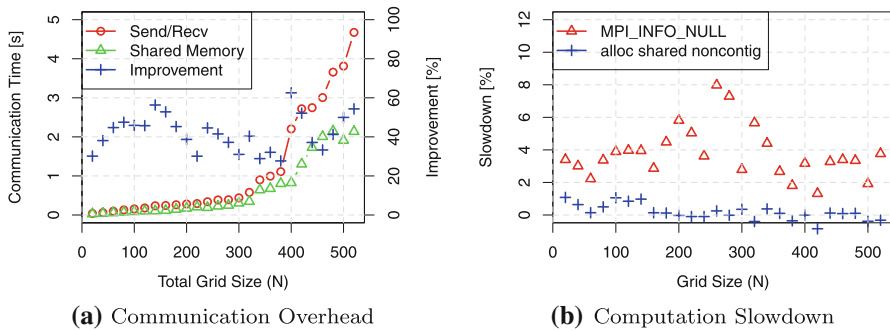 Communication Time [s]
5
4
3
2
1
0
Send/Recv
Shared Memory
Improvement
100
80
60
40
20
0
Improvement [%]
0 100 200 300 400 500
Total Grid Size (N)
(a) Communication Overhead
Slowdown [%]
12
10
8
6
4
2
0
MPI_INFO_NULL
alloc shared noncontig
0 100 200 300 400 500
Grid Size (N)
(b) Computation Slowdown